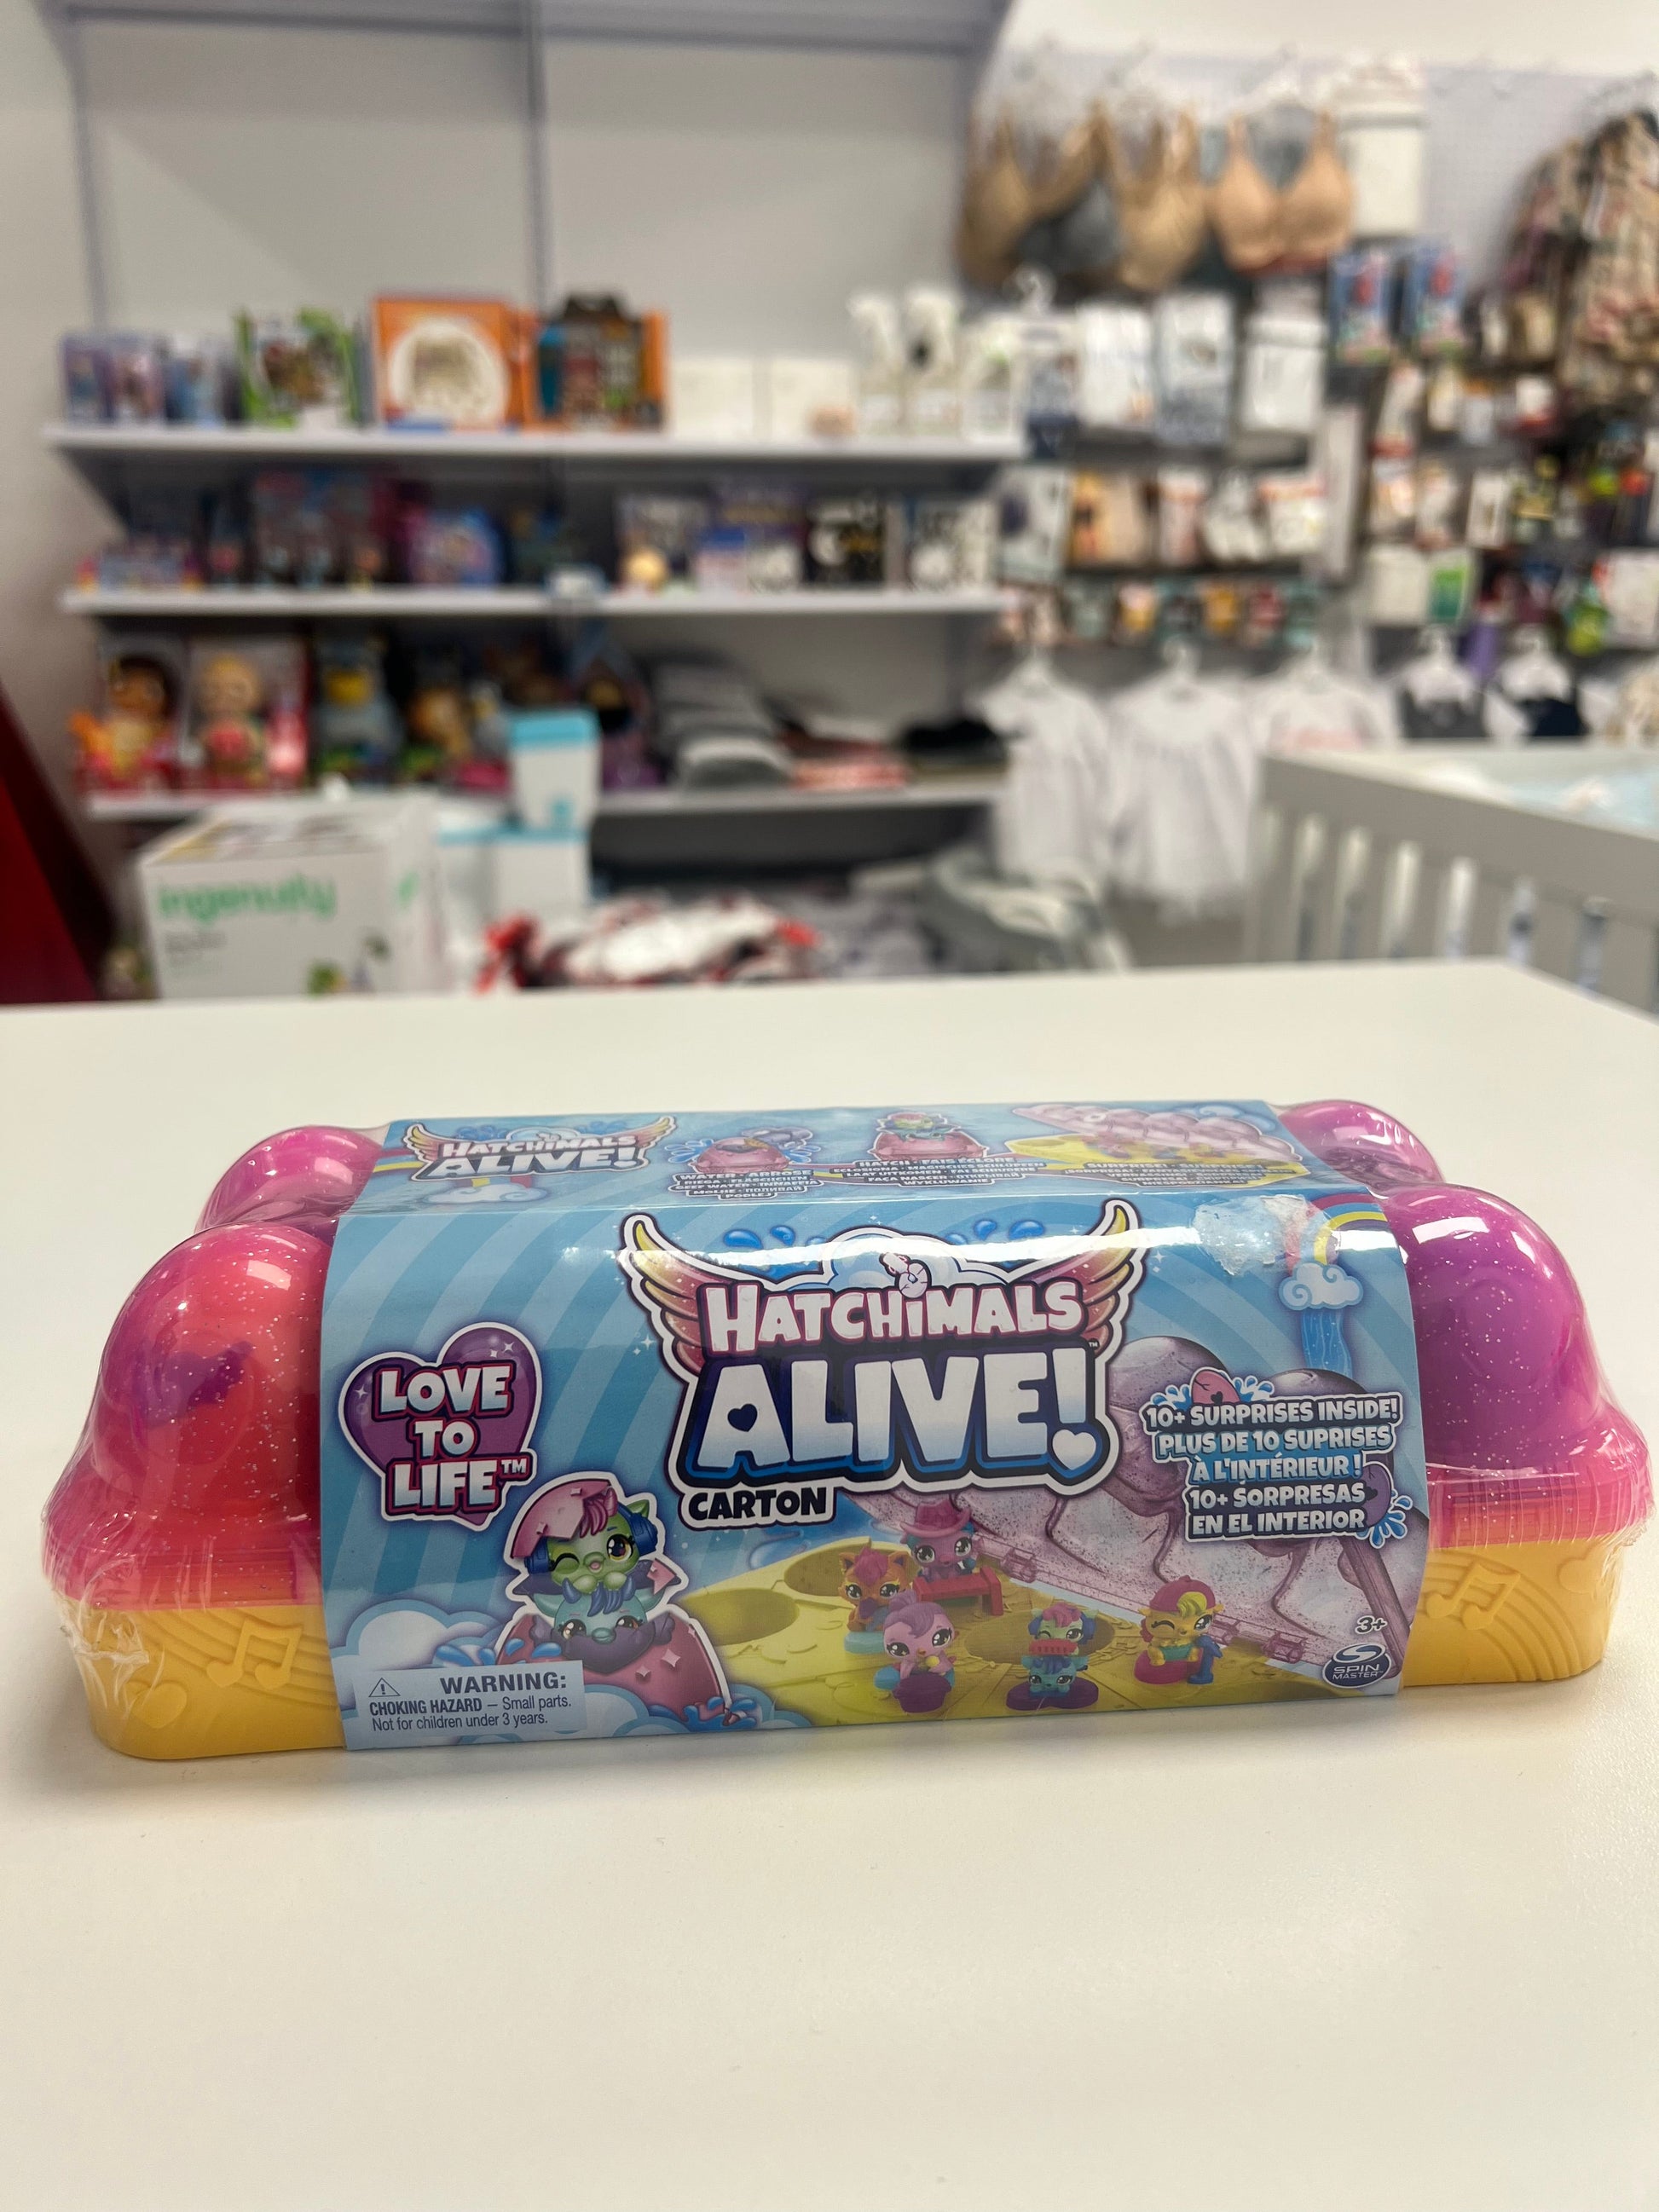 ingenuity
HATCHIMALS
ALIVE!
HATCHIMALS
ALIVE!
CARTON
LOVE
TO
LIFE™
10+ SURPRISES INSIDE!
PLUS DE 10 SUPRISES
À L'INTÉRIEUR !
10+ SORPRESAS
EN EL INTERIOR
3+
SPIN
MASTER
WARNING:
CHOKING HAZARD — Small parts.
Not for children under 3 years.